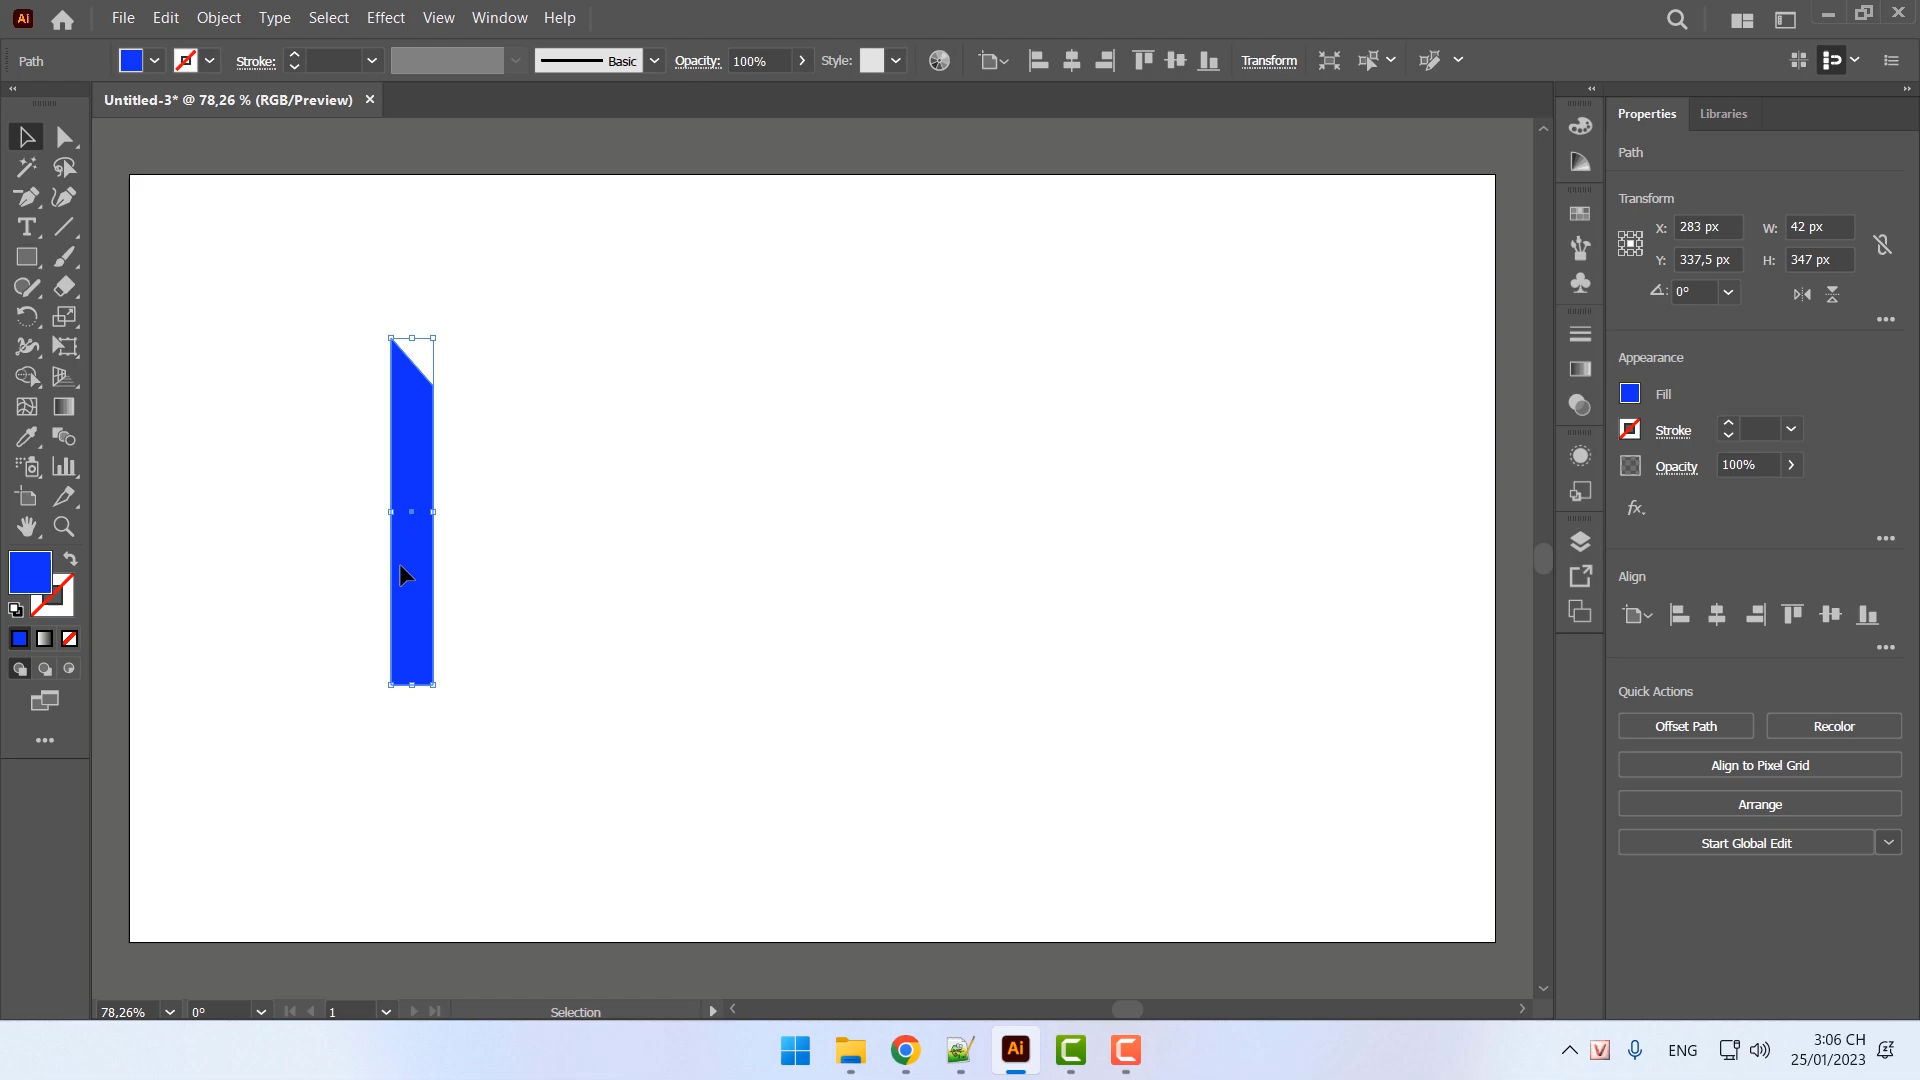 Ai File Edit Object Type Select Effect View Window Help
Path Stroke: Basic Opacity: 100% Style: Transform
Untitled-3* @ 78,26 % (RGB/Preview) ×
Properties Libraries
Path
Transform
X: 283 px W: 42 px
Y: 337,5 px H: 347 px
0°
Appearance
Fill
Stroke
Opacity 100%
fx.
Align
Quick Actions
Offset Path Recolor
Align to Pixel Grid
Arrange
Start Global Edit
78,26% 0° 1 Selection
Ai
V ENG 3:06 CH
25/01/2023